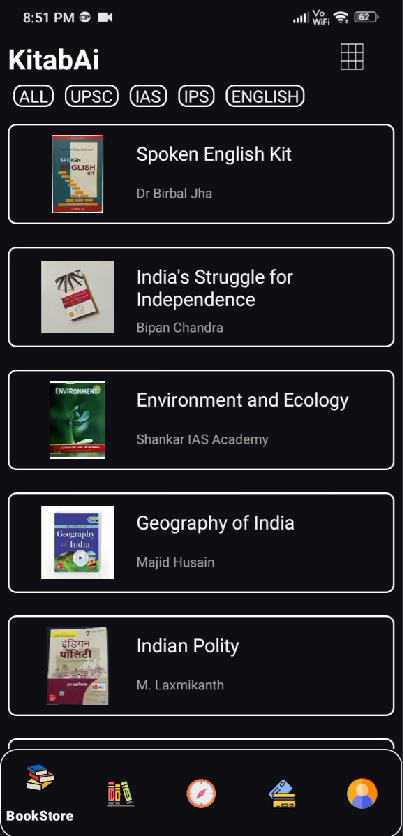 8:51 PM
Vo
WiFi
62
KitabAi
ALL
UPSC
IAS
IPS
ENGLISH
SPOKEN
ENGLISH
KIT
Spoken English Kit
Dr Birbal Jha
India's Struggle for
Independence
Bipan Chandra
ENVIRONMENT
Environment and Ecology
Shankar IAS Academy
Geography
of India
Geography of India
Majid Husain
इंडियन
पॉलिटी
Indian Polity
M. Laxmikanth
BookStore